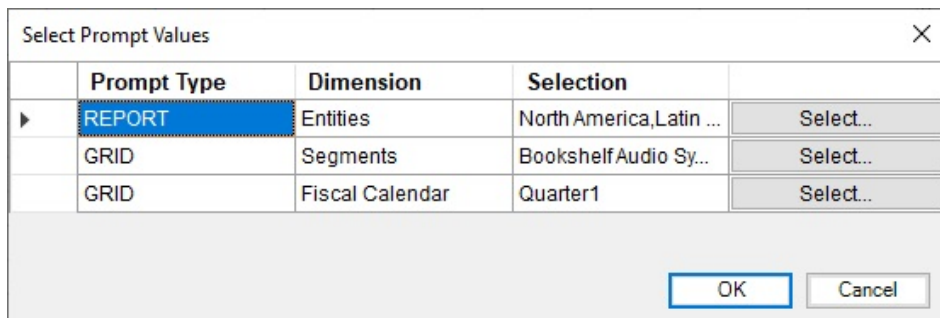 Select Prompt Values
Prompt Type Dimension Selection
REPORT Entities North America,Latin ... Select...
GRID Segments Bookshelf Audio Sy... Select...
GRID Fiscal Calendar Quarter1 Select...
OK Cancel